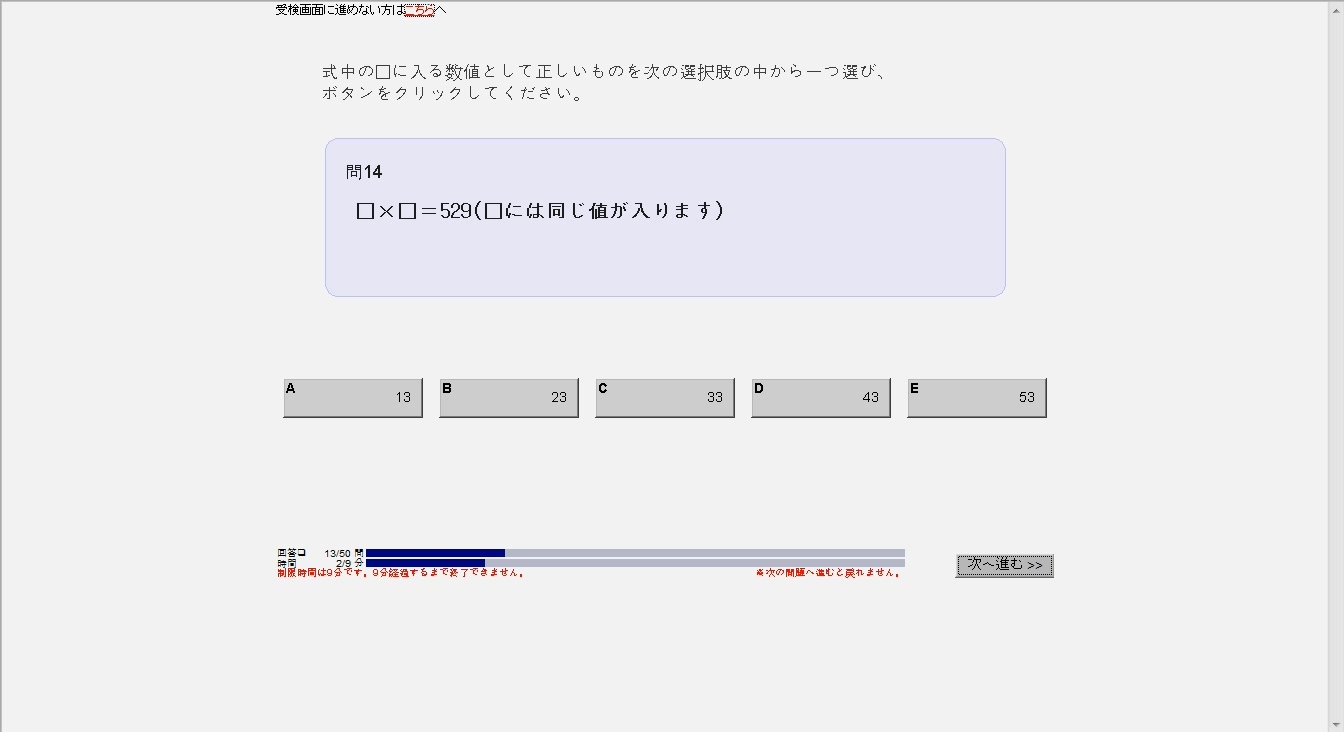 受検画面に進めない方はこちらへ
式中の□に入る数値として正しいものを次の選択肢の中から一つ選び、
ボタンをクリックしてください。
問14
□×□＝529(□には同じ値が入ります)
A 13
B 23
C 33
D 43
E 53
回答 13/50 問
時間 2/9 分
制限時間は9分です。9分経過するまで終了できません。
※次の問題へ進むと戻れません。
次へ進む >>